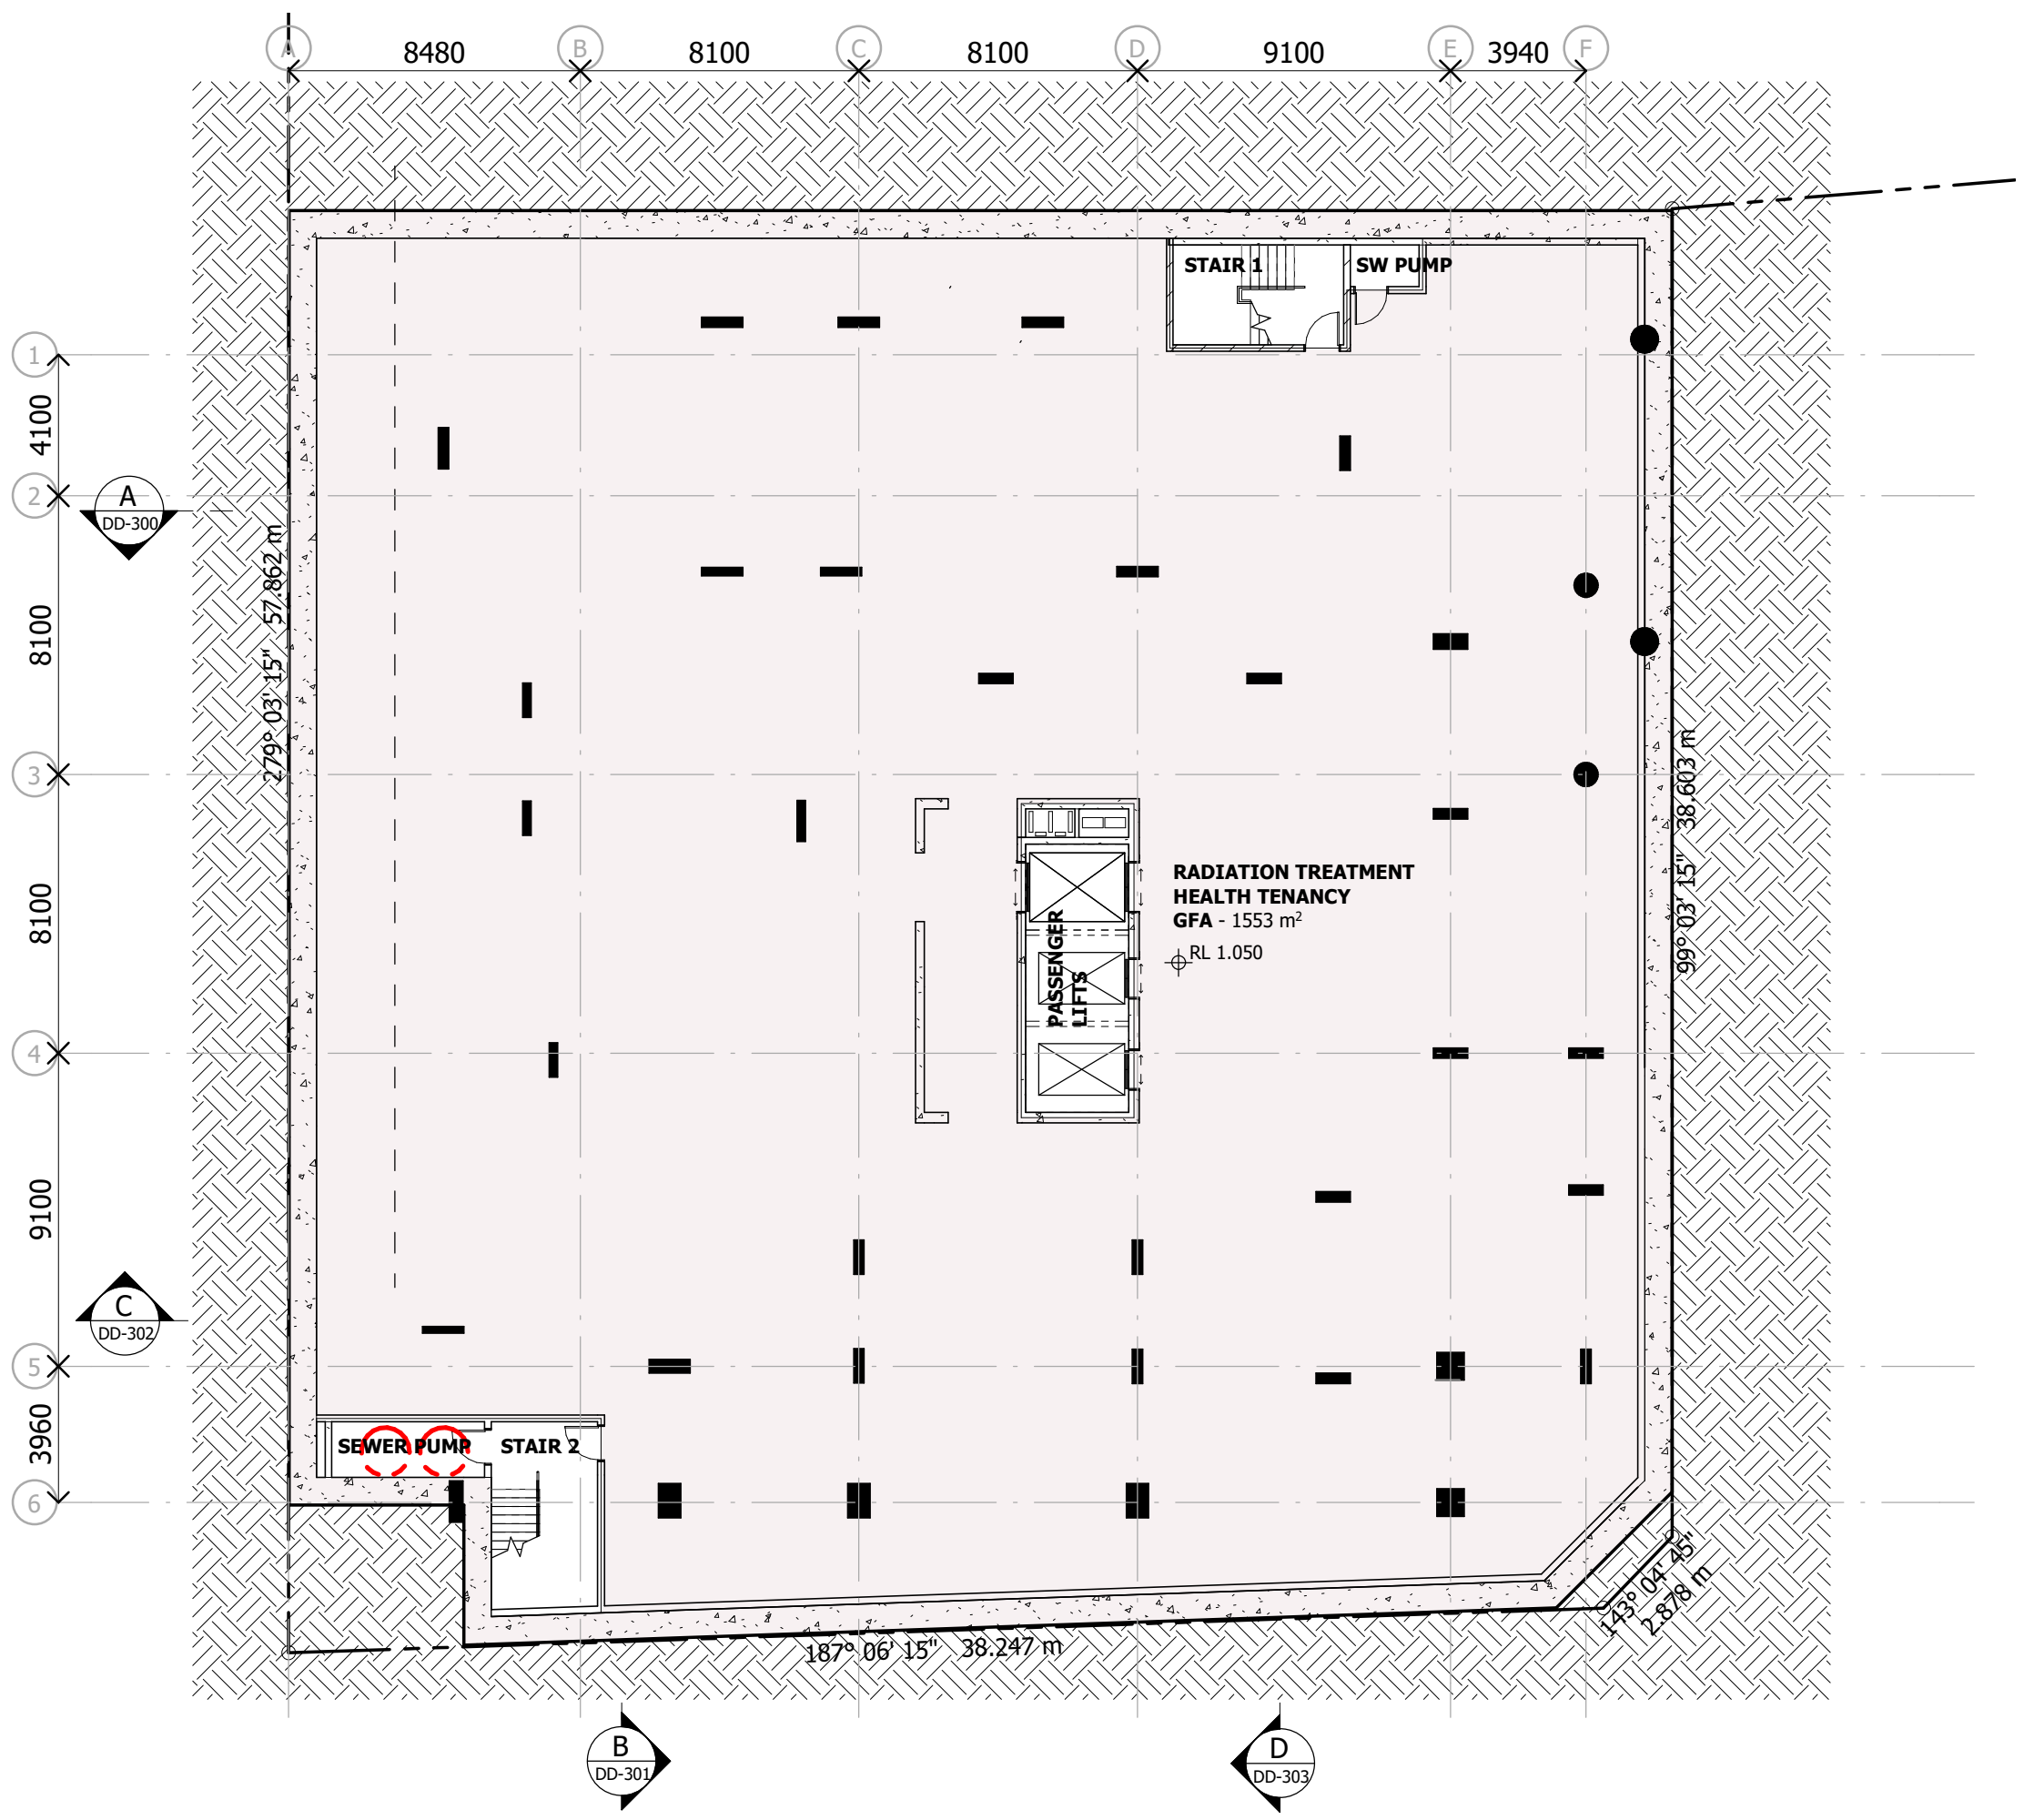 A B C D E F
8480 8100 8100 9100 3940
STAIR 1
SW PUMP
1
4100
2
A
DD-300
279° 03' 15" 57.862 m
8100
3
99° 03' 15" 38.603 m
RADIATION TREATMENT
HEALTH TENANCY
GFA - 1553 m²
RL 1.050
PASSENGER
LIFTS
8100
4
9100
C
DD-302
5
3960
SEWER PUMP
STAIR 2
6
143° 04' 45"
2.878 m
187° 06' 15" 38.247 m
B
DD-301
D
DD-303